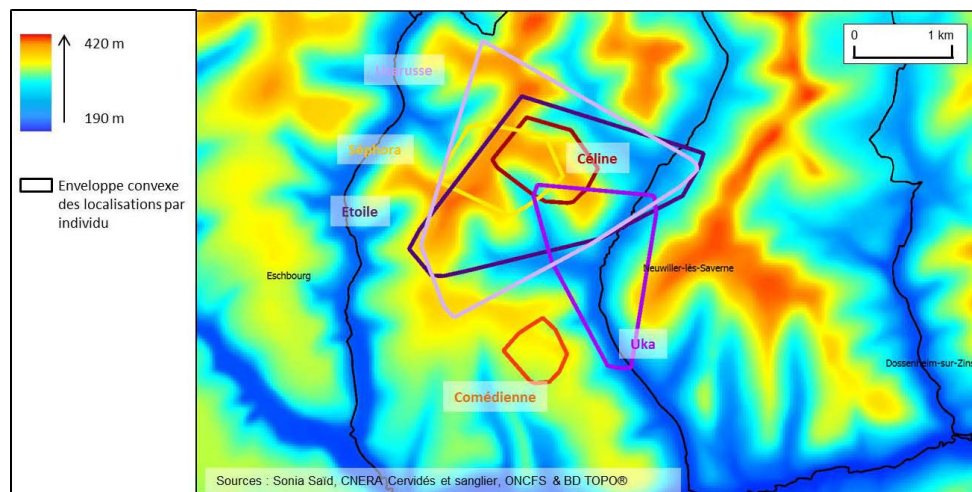 420 m
190 m
Enveloppe convexe
des localisations par
individu
0 1 km
Séphora
Céline
Etoile
Eschbourg
Neuwiller-lès-Saverne
Uka
Dossenheim-sur-Zins
Comédienne
Sources : Sonia Saïd, CNERA Cervidés et sanglier, ONCFS & BD TOPO®